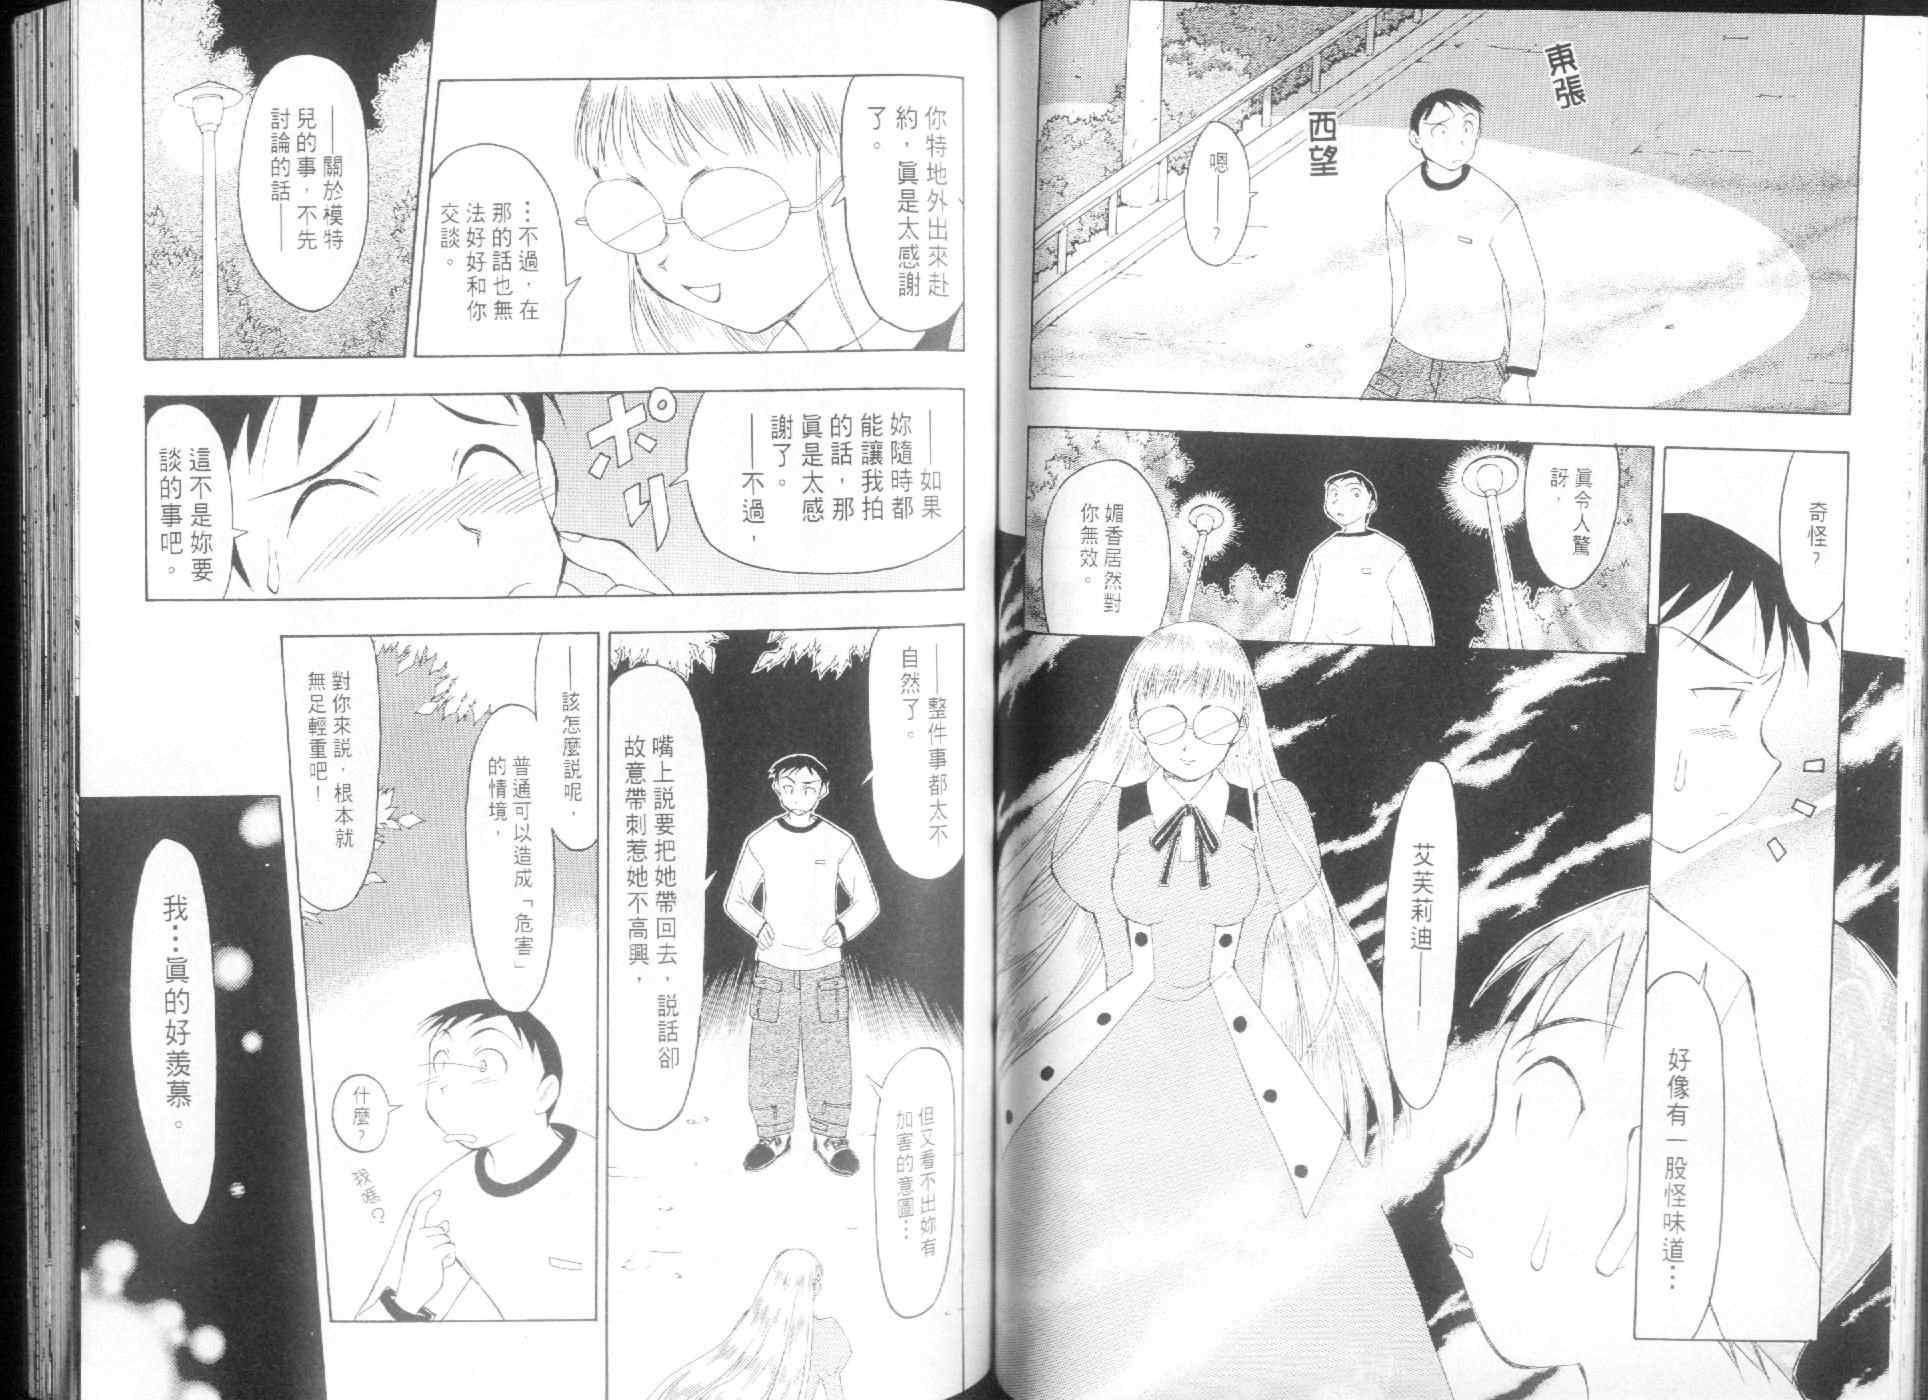 東張
西望
嗯——？
奇怪？
好像有一股怪味道…
真令人驚
訝，
媚香居然對
你無效。
艾芙莉迪——
你特地外出來赴
約，真是太感謝
了。
…不過，在
那的話也無
法好好和你
交談。
——關於模特
兒的事，不先
討論的話——
——如果
妳隨時都
能讓我拍
的話，那
真是太感
謝了。
——不過，
ポリ
這不是妳要
談的事吧。
——整件事都太不
自然了。
嘴上說要把她帶回去，說話卻
故意帶刺惹她不高興，
但又看不出妳有
加害的意圖…
——該怎麼說呢，
普通可以造成「危害」
的情境，
對你來說，根本就
無足輕重吧！
什麼？
我嗎？
我…真的好羨慕。